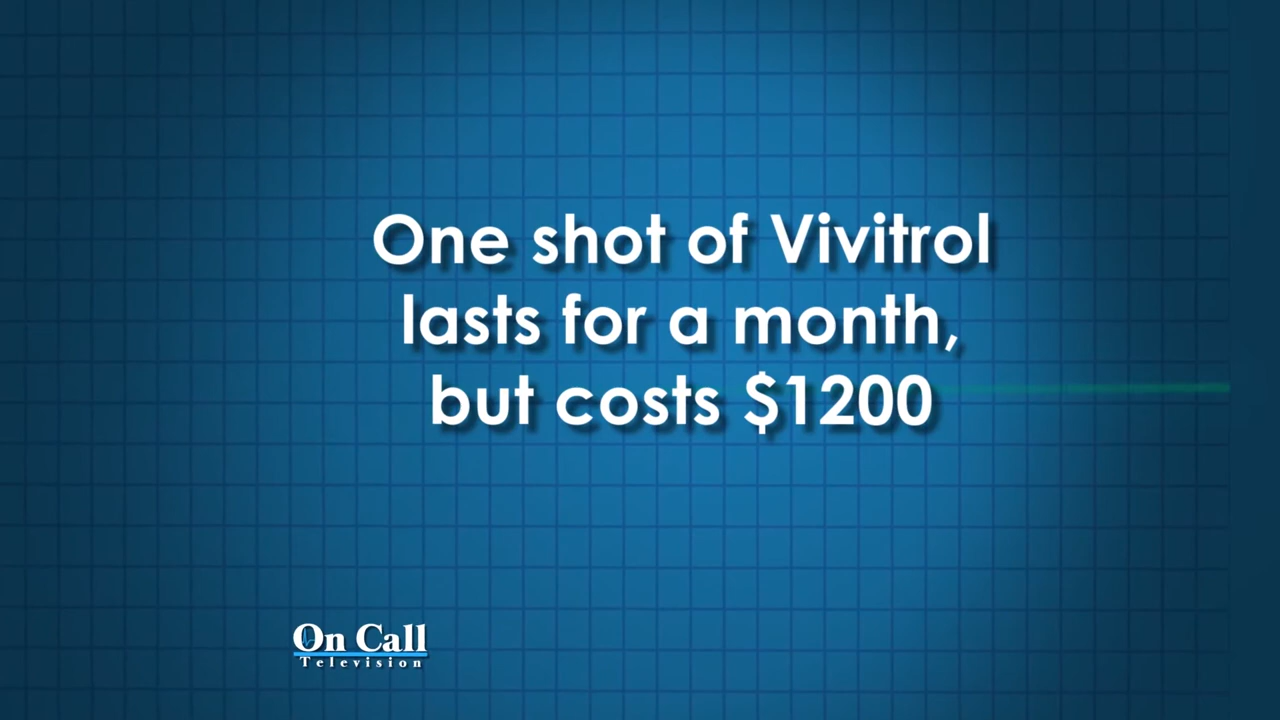 One shot of Vivitrol
lasts for a month,
but costs $1200
On Call
Television